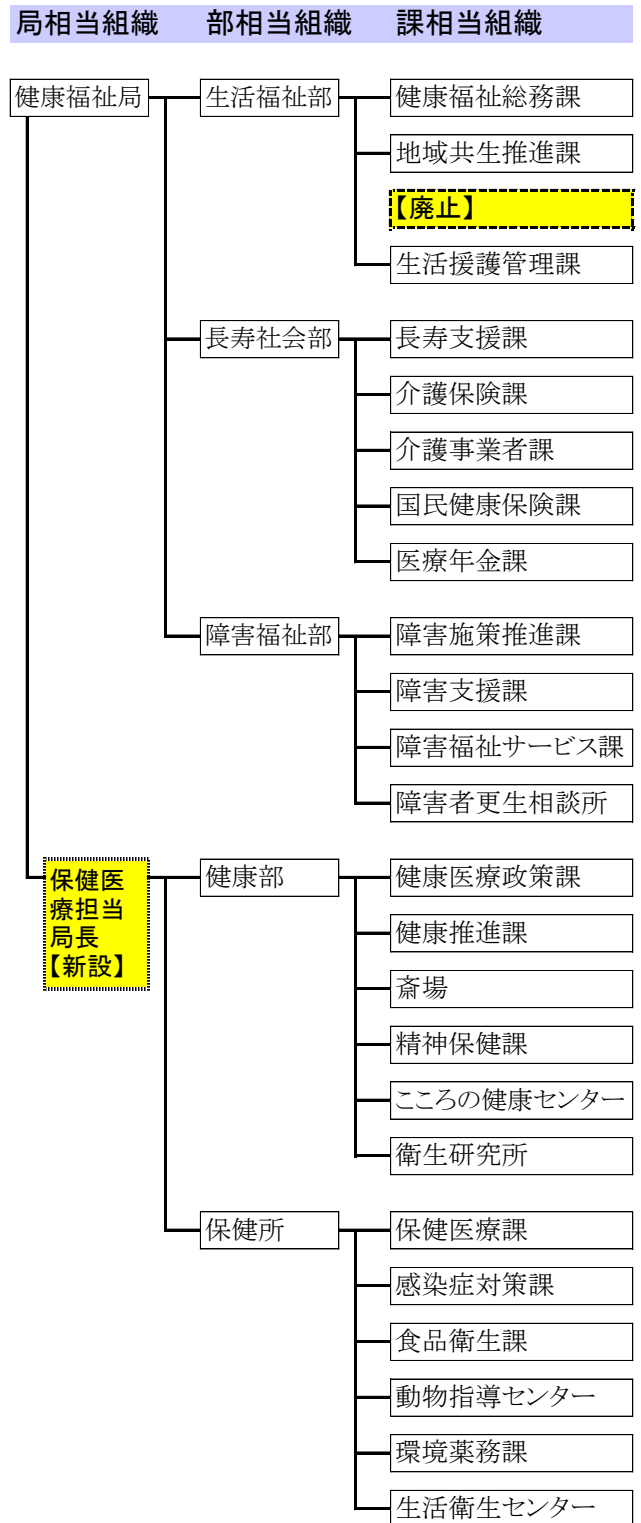 局相当組織 部相当組織 課相当組織
健康福祉局 生活福祉部 健康福祉総務課
地域共生推進課
【廃止】
生活援護管理課
長寿社会部 長寿支援課
介護保険課
介護事業者課
国民健康保険課
医療年金課
障害福祉部 障害施策推進課
障害支援課
障害福祉サービス課
障害者更生相談所
保健医
療担当
局長
【新設】
健康部 健康医療政策課
健康推進課
斎場
精神保健課
こころの健康センター
衛生研究所
保健所 保健医療課
感染症対策課
食品衛生課
動物指導センター
環境薬務課
生活衛生センター